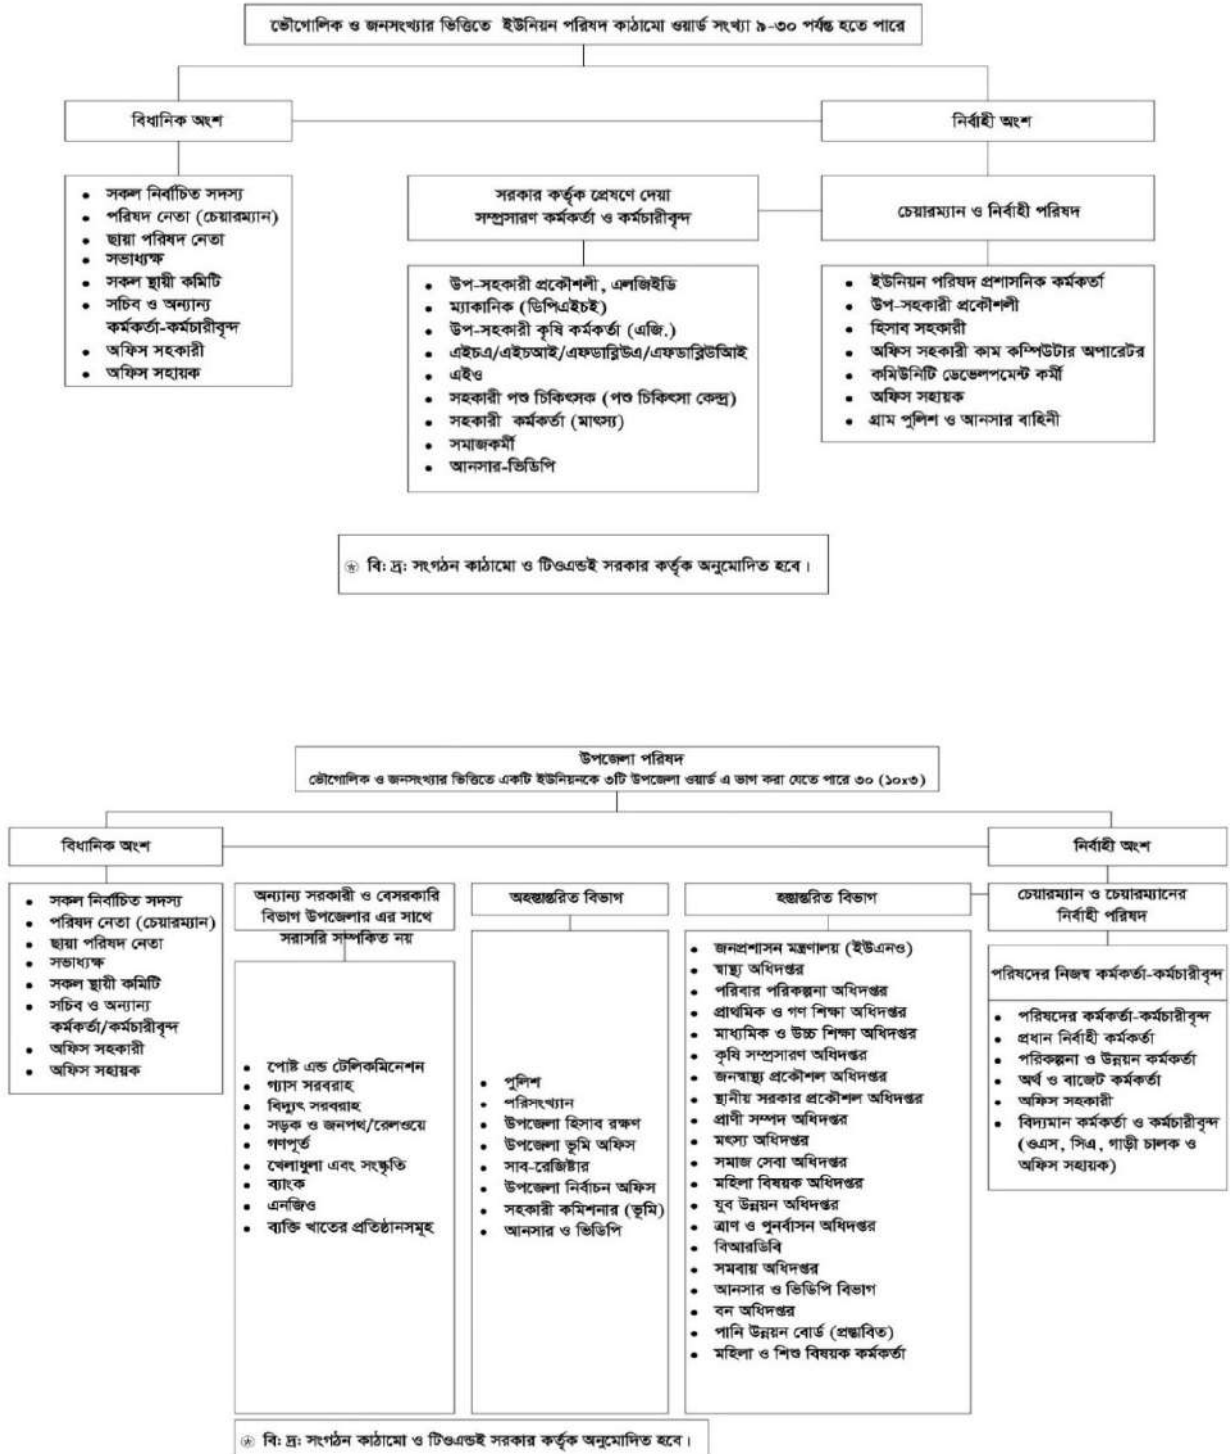 ভৌগোলিক ও জনসংখ্যার ভিত্তিতে ইউনিয়ন পরিষদ কাঠামো ওয়ার্ড সংখ্যা ৯-৩০ পর্যন্ত হতে পারে
বিধানিক অংশ
নির্বাহী অংশ
• সকল নির্বাচিত সদস্য
• পরিষদ নেতা (চেয়ারম্যান)
• ছায়া পরিষদ নেতা
• সভাধ্যক্ষ
• সকল স্থায়ী কমিটি
• সচিব ও অন্যান্য
কর্মকর্তা-কর্মচারীবৃন্দ
• অফিস সহকারী
• অফিস সহায়ক
সরকার কর্তৃক প্রেষণে দেয়া
সম্প্রসারণ কর্মকর্তা ও কর্মচারীবৃন্দ
• উপ-সহকারী প্রকৌশলী, এলজিইডি
• ম্যাকানিক (ডিপিএইচই)
• উপ-সহকারী কৃষি কর্মকর্তা (এজি.)
• এইচএ/এইচআই/এফডাব্লিউএ/এফডাব্লিউআই
• এইও
• সহকারী পশু চিকিৎসক (পশু চিকিৎসা কেন্দ্র)
• সহকারী কর্মকর্তা (মাৎস্য)
• সমাজকর্মী
• আনসার-ভিডিপি
চেয়ারম্যান ও নির্বাহী পরিষদ
• ইউনিয়ন পরিষদ প্রশাসনিক কর্মকর্তা
• উপ-সহকারী প্রকৌশলী
• হিসাব সহকারী
• অফিস সহকারী কাম কম্পিউটার অপারেটর
• কমিউনিটি ডেভেলপমেন্ট কর্মী
• অফিস সহায়ক
• গ্রাম পুলিশ ও আনসার বাহিনী
বি: দ্র: সংগঠন কাঠামো ও টিওএন্ডই সরকার কর্তৃক অনুমোদিত হবে।
উপজেলা পরিষদ
ভৌগোলিক ও জনসংখ্যার ভিত্তিতে একটি ইউনিয়নকে ৩টি উপজেলা ওয়ার্ড এ ভাগ করা যেতে পারে ৩০ (১০x৩)
বিধানিক অংশ
নির্বাহী অংশ
• সকল নির্বাচিত সদস্য
• পরিষদ নেতা (চেয়ারম্যান)
• ছায়া পরিষদ নেতা
• সভাধ্যক্ষ
• সকল স্থায়ী কমিটি
• সচিব ও অন্যান্য
কর্মকর্তা/কর্মচারীবৃন্দ
• অফিস সহকারী
• অফিস সহায়ক
অন্যান্য সরকারী ও বেসরকারি
বিভাগ উপজেলার এর সাথে
সরাসরি সম্পকিত নয়
• পোষ্ট এন্ড টেলিকমিনেশন
• গ্যাস সরবরাহ
• বিদ্যুৎ সরবরাহ
• সড়ক ও জনপথ/রেলওয়ে
• গণপূর্ত
• খেলাধুলা এবং সংস্কৃতি
• ব্যাংক
• এনজিও
• ব্যক্তি খাতের প্রতিষ্ঠানসমূহ
অহস্তান্তরিত বিভাগ
• পুলিশ
• পরিসংখ্যান
• উপজেলা হিসাব রক্ষণ
• উপজেলা ভূমি অফিস
• সাব-রেজিষ্টার
• উপজেলা নির্বাচন অফিস
• সহকারী কমিশনার (ভূমি)
• আনসার ও ভিডিপি
হস্তান্তরিত বিভাগ
• জনপ্রশাসন মন্ত্রণালয় (ইউএনও)
• স্বাস্থ্য অধিদপ্তর
• পরিবার পরিকল্পনা অধিদপ্তর
• প্রাথমিক ও গণ শিক্ষা অধিদপ্তর
• মাধ্যমিক ও উচ্চ শিক্ষা অধিদপ্তর
• কৃষি সম্প্রসারণ অধিদপ্তর
• জনস্বাস্থ্য প্রকৌশল অধিদপ্তর
• স্থানীয় সরকার প্রকৌশল অধিদপ্তর
• প্রাণী সম্পদ অধিদপ্তর
• মৎস্য অধিদপ্তর
• সমাজ সেবা অধিদপ্তর
• মহিলা বিষয়ক অধিদপ্তর
• যুব উন্নয়ন অধিদপ্তর
• ত্রাণ ও পুনর্বাসন অধিদপ্তর
• বিআরডিবি
• সমবায় অধিদপ্তর
• আনসার ও ভিডিপি বিভাগ
• বন অধিদপ্তর
• পানি উন্নয়ন বোর্ড (প্রস্তাবিত)
• মহিলা ও শিশু বিষয়ক কর্মকর্তা
চেয়ারম্যান ও চেয়ারম্যানের
নির্বাহী পরিষদ
পরিষদের নিজস্ব কর্মকর্তা-কর্মচারীবৃন্দ
• পরিষদের কর্মকর্তা-কর্মচারীবৃন্দ
• প্রধান নির্বাহী কর্মকর্তা
• পরিকল্পনা ও উন্নয়ন কর্মকর্তা
• অর্থ ও বাজেট কর্মকর্তা
• অফিস সহকারী
• বিদ্যমান কর্মকর্তা ও কর্মচারীবৃন্দ
(ওএস, সিএ, গাড়ী চালক ও
অফিস সহায়ক)
বি: দ্র: সংগঠন কাঠামো ও টিওএন্ডই সরকার কর্তৃক অনুমোদিত হবে।